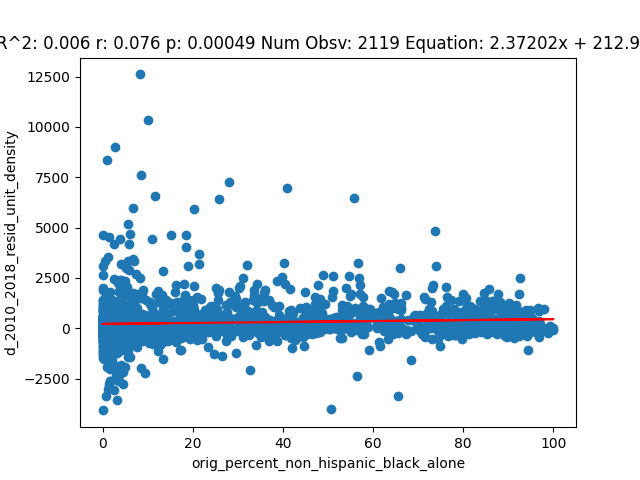 R^2: 0.006 r: 0.076 p: 0.00049 Num Obsv: 2119 Equation: 2.37202x + 212.9
12500
10000
7500
5000
2500
0
−2500
d_2010_2018_resid_unit_density
0 20 40 60 80 100
orig_percent_non_hispanic_black_alone